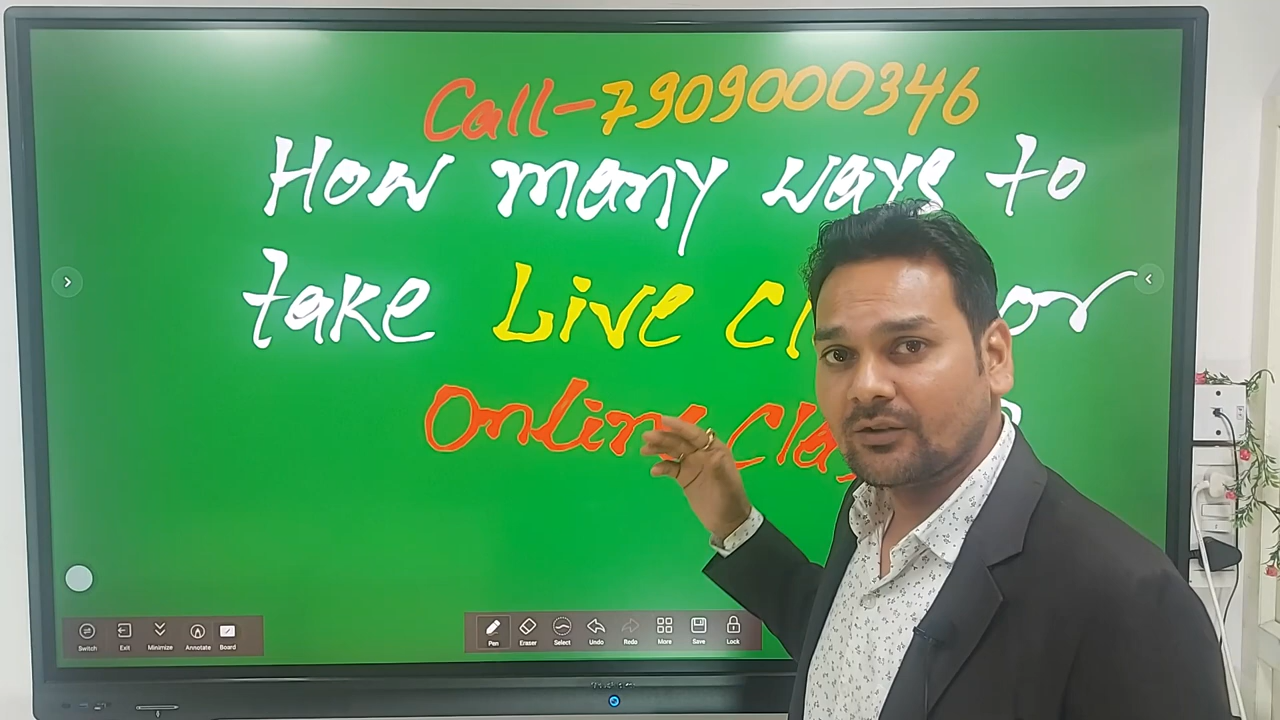 Call-7909000346
How many ways to
take Live or
Online
Switch Exit Minimize Annotate Board
Pen Eraser Select Undo Redo More Save Lock